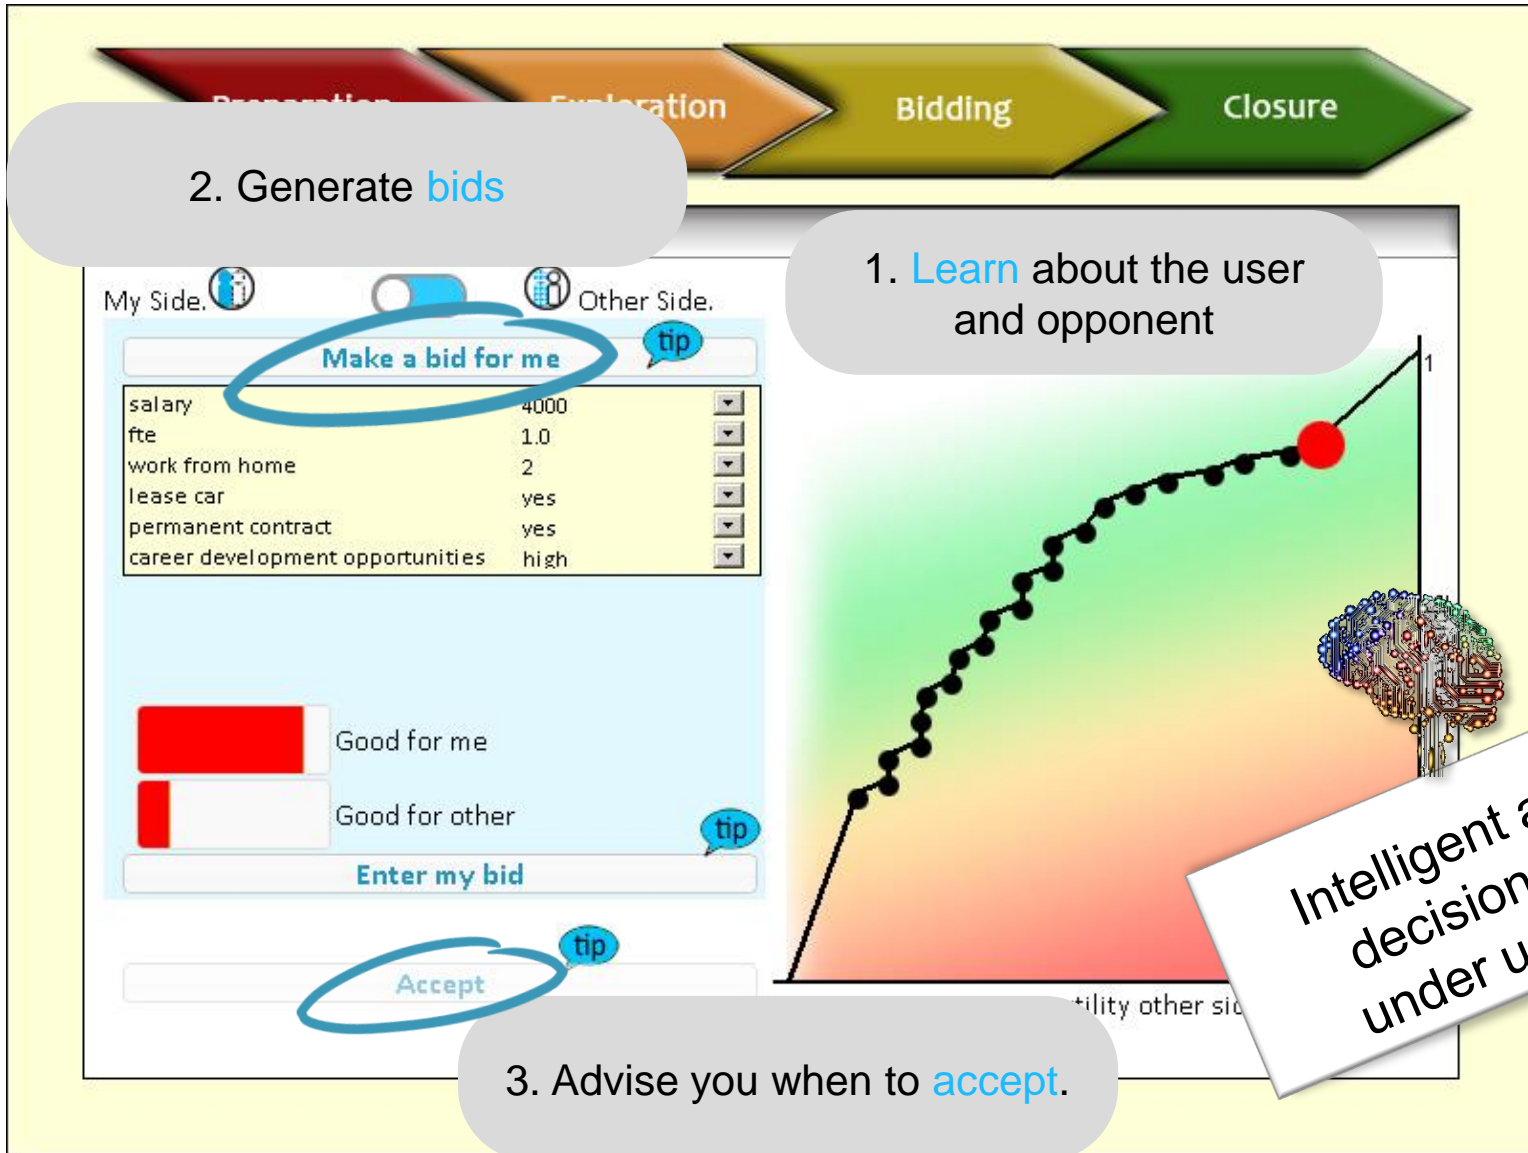 Exploration
Bidding
Closure
2. Generate bids
1. Learn about the user
and opponent
My Side.
Other Side.
tip
Make a bid for me
salary 4000
fte 1.0
work from home 2
lease car yes
permanent contract yes
career development opportunities high
1
Good for me
Good for other
tip
Enter my bid
tip
Accept
other
Intelligent
decision
under
3. Advise you when to accept.